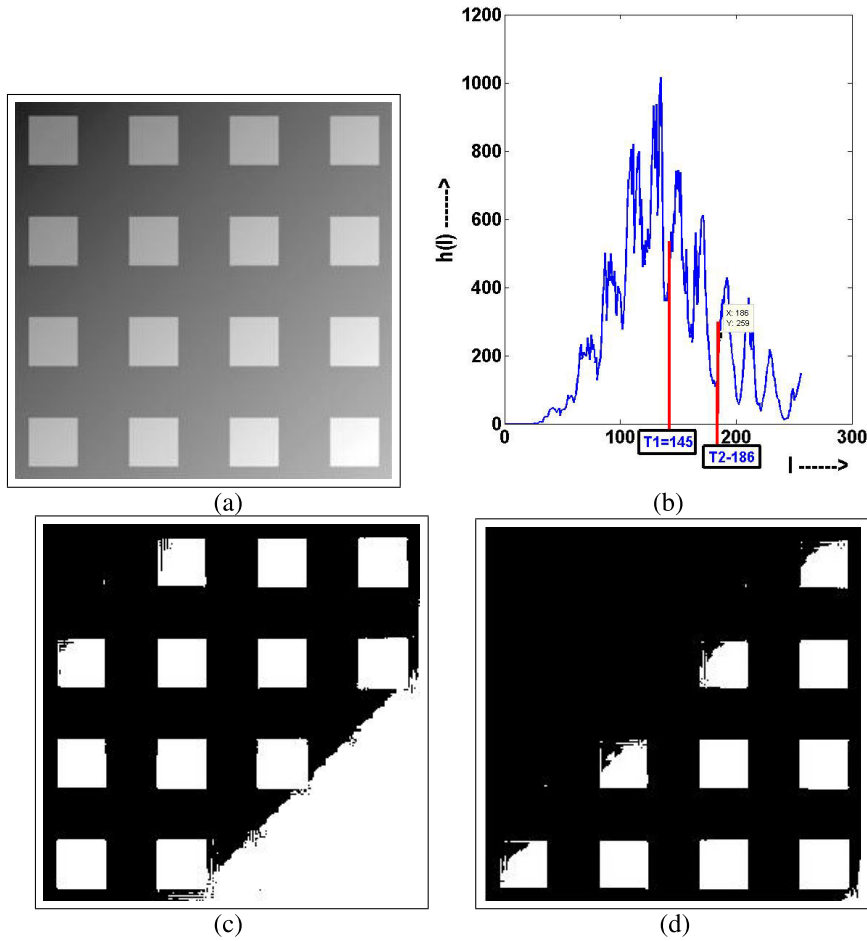 1200
1000
800
600
400
200
0
h(I) ------>
X: 186
Y: 259
0 100 200 300
T1=145
T2-186
I ------>
(a) (b)
(c) (d)